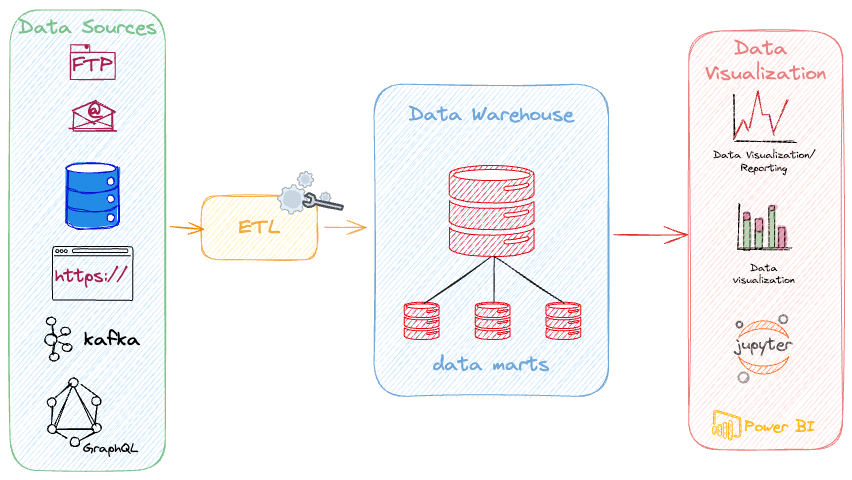 Data Sources
FTP
@
https://
kafka
GraphQL
ETL
Data Warehouse
data marts
Data
Visualization
Data Visualization/
Reporting
Data
visualization
jupyter
Power BI